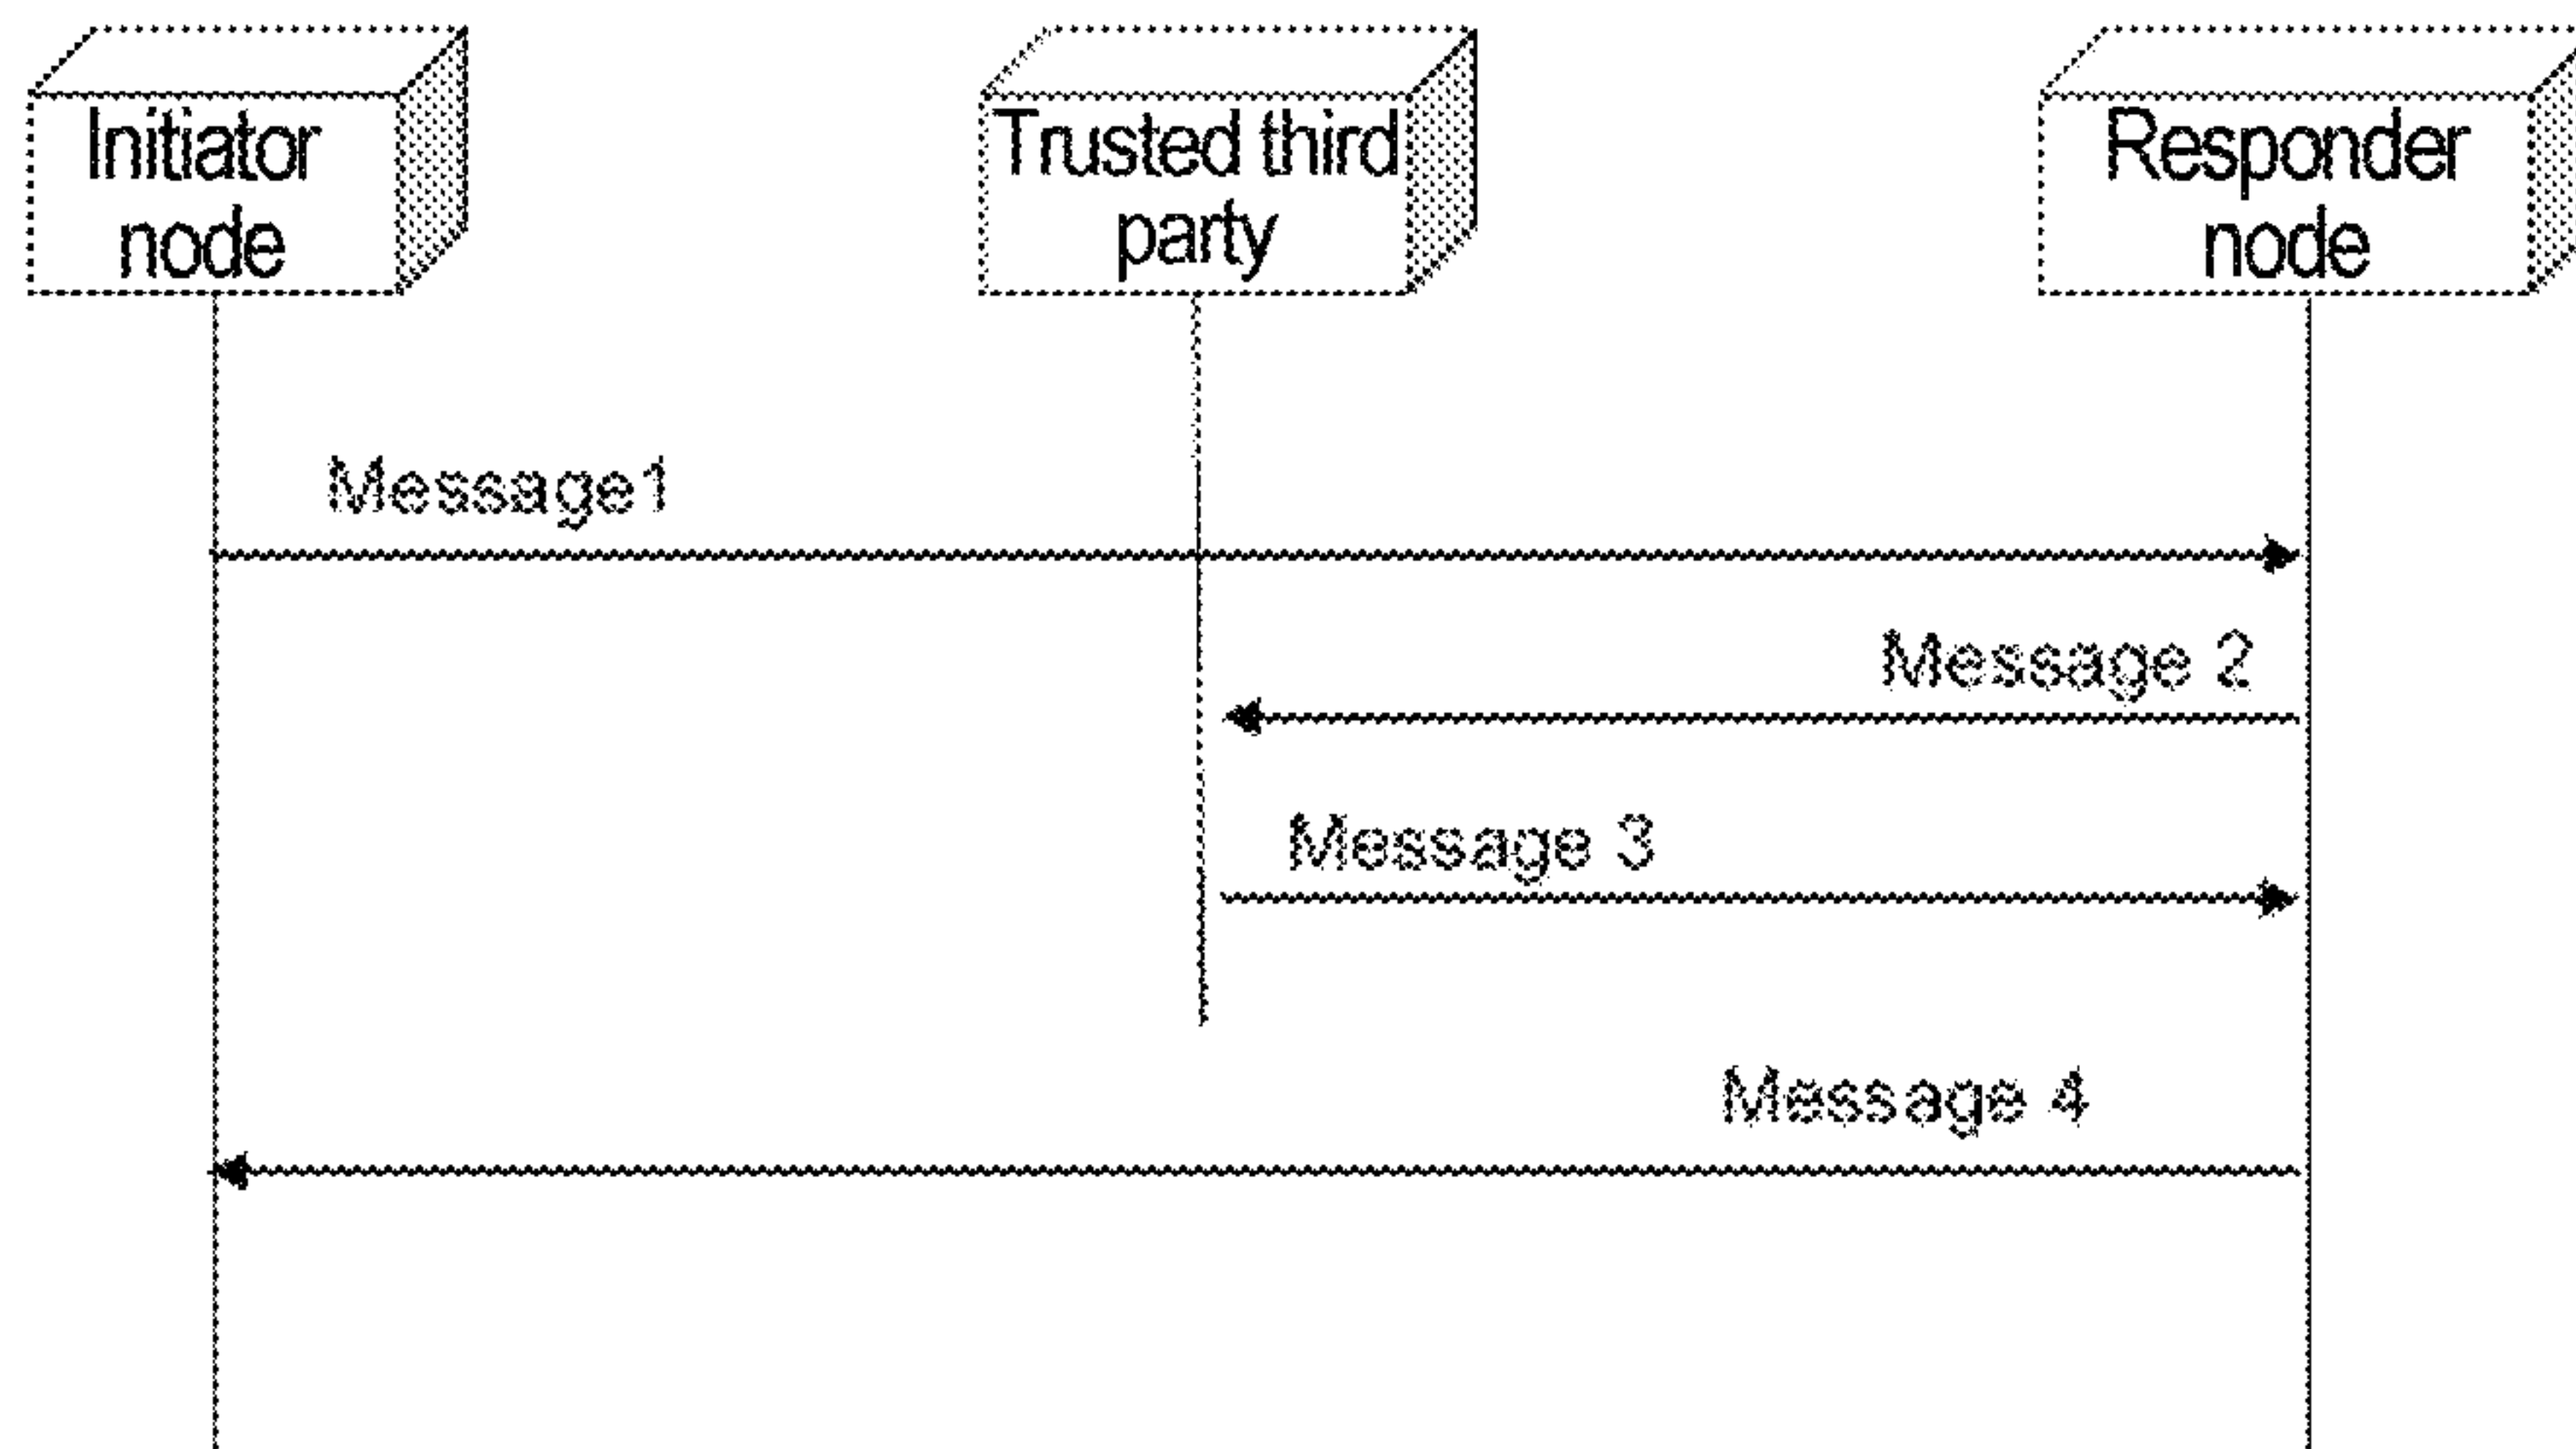 Initiator
node
Trusted third
party
Responder
node
Message1
Message 2
Message 3
Message 4